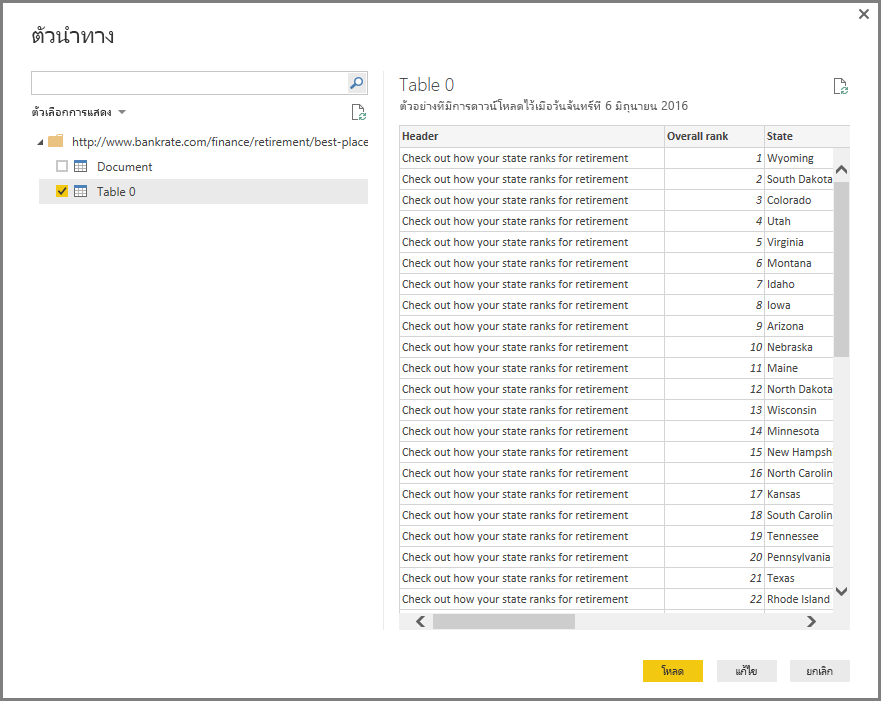 ตัวนำทาง
ตัวเลือกการแสดง
http://www.bankrate.com/finance/retirement/best-place
Document
Table 0
Table 0
ตัวอย่างที่มีการดาวน์โหลดไว้เมื่อวันจันทร์ที่ 6 มิถุนายน 2016
Header Overall rank State
Check out how your state ranks for retirement 1 Wyoming
Check out how your state ranks for retirement 2 South Dakota
Check out how your state ranks for retirement 3 Colorado
Check out how your state ranks for retirement 4 Utah
Check out how your state ranks for retirement 5 Virginia
Check out how your state ranks for retirement 6 Montana
Check out how your state ranks for retirement 7 Idaho
Check out how your state ranks for retirement 8 Iowa
Check out how your state ranks for retirement 9 Arizona
Check out how your state ranks for retirement 10 Nebraska
Check out how your state ranks for retirement 11 Maine
Check out how your state ranks for retirement 12 North Dakota
Check out how your state ranks for retirement 13 Wisconsin
Check out how your state ranks for retirement 14 Minnesota
Check out how your state ranks for retirement 15 New Hampsh
Check out how your state ranks for retirement 16 North Carolin
Check out how your state ranks for retirement 17 Kansas
Check out how your state ranks for retirement 18 South Carolin
Check out how your state ranks for retirement 19 Tennessee
Check out how your state ranks for retirement 20 Pennsylvania
Check out how your state ranks for retirement 21 Texas
Check out how your state ranks for retirement 22 Rhode Island
โหลด แก้ไข ยกเลิก